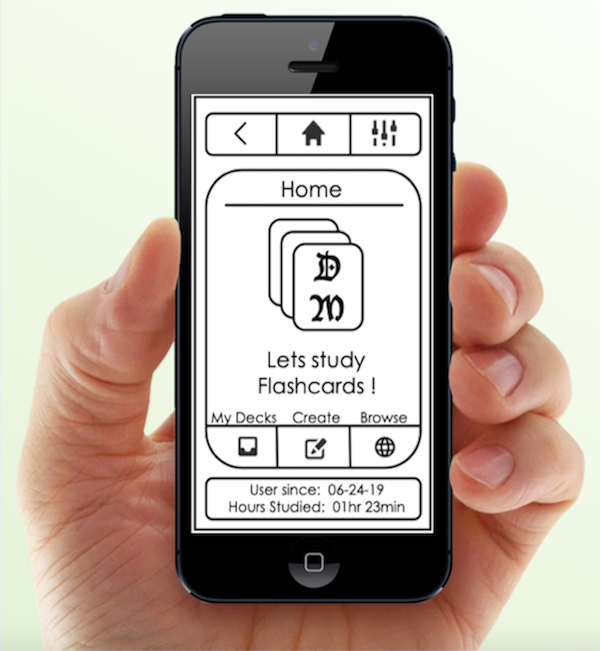 Home
D
M
Lets study
Flashcards !
My Decks Create Browse
User since: 06-24-19
Hours Studied: 01hr 23min